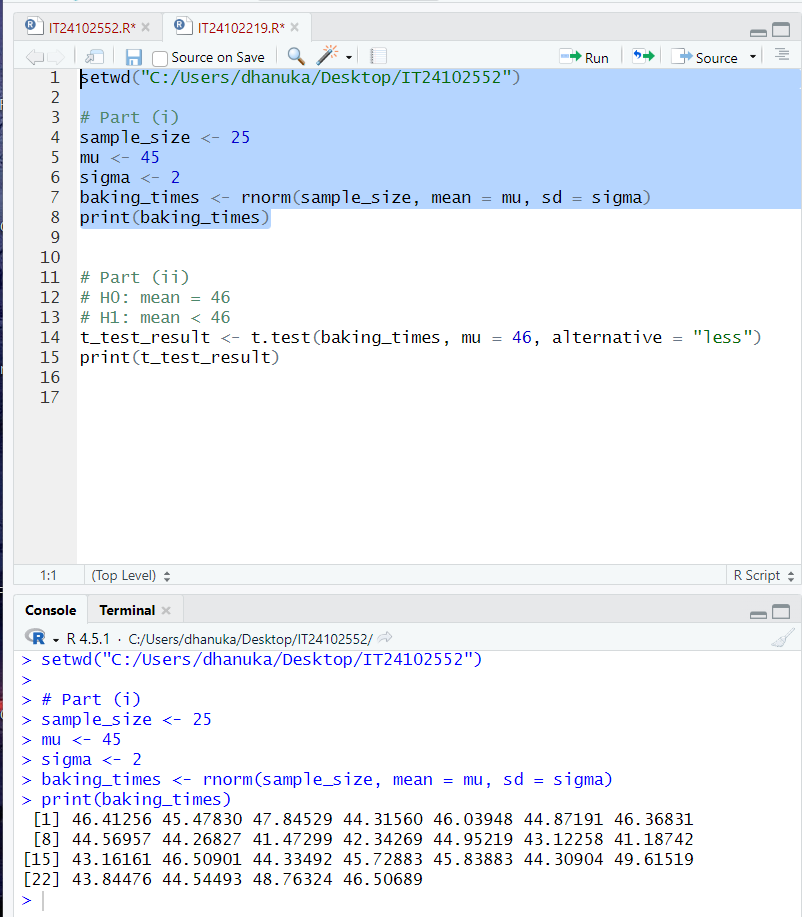 IT24102552.R* IT24102219.R*
Source on Save Run Source
1 setwd("C:/Users/dhanuka/Desktop/IT24102552")
2
3 # Part (i)
4 sample_size <- 25
5 mu <- 45
6 sigma <- 2
7 baking_times <- rnorm(sample_size, mean = mu, sd = sigma)
8 print(baking_times)
9
10
11 # Part (ii)
12 # H0: mean = 46
13 # H1: mean < 46
14 t_test_result <- t.test(baking_times, mu = 46, alternative = "less")
15 print(t_test_result)
16
17
1:1 (Top Level) R Script
Console Terminal
R 4.5.1 · C:/Users/dhanuka/Desktop/IT24102552/
> setwd("C:/Users/dhanuka/Desktop/IT24102552")
>
> # Part (i)
> sample_size <- 25
> mu <- 45
> sigma <- 2
> baking_times <- rnorm(sample_size, mean = mu, sd = sigma)
> print(baking_times)
[1] 46.41256 45.47830 47.84529 44.31560 46.03948 44.87191 46.36831
[8] 44.56957 44.26827 41.47299 42.34269 44.95219 43.12258 41.18742
[15] 43.16161 46.50901 44.33492 45.72883 45.83883 44.30904 49.61519
[22] 43.84476 44.54493 48.76324 46.50689
>